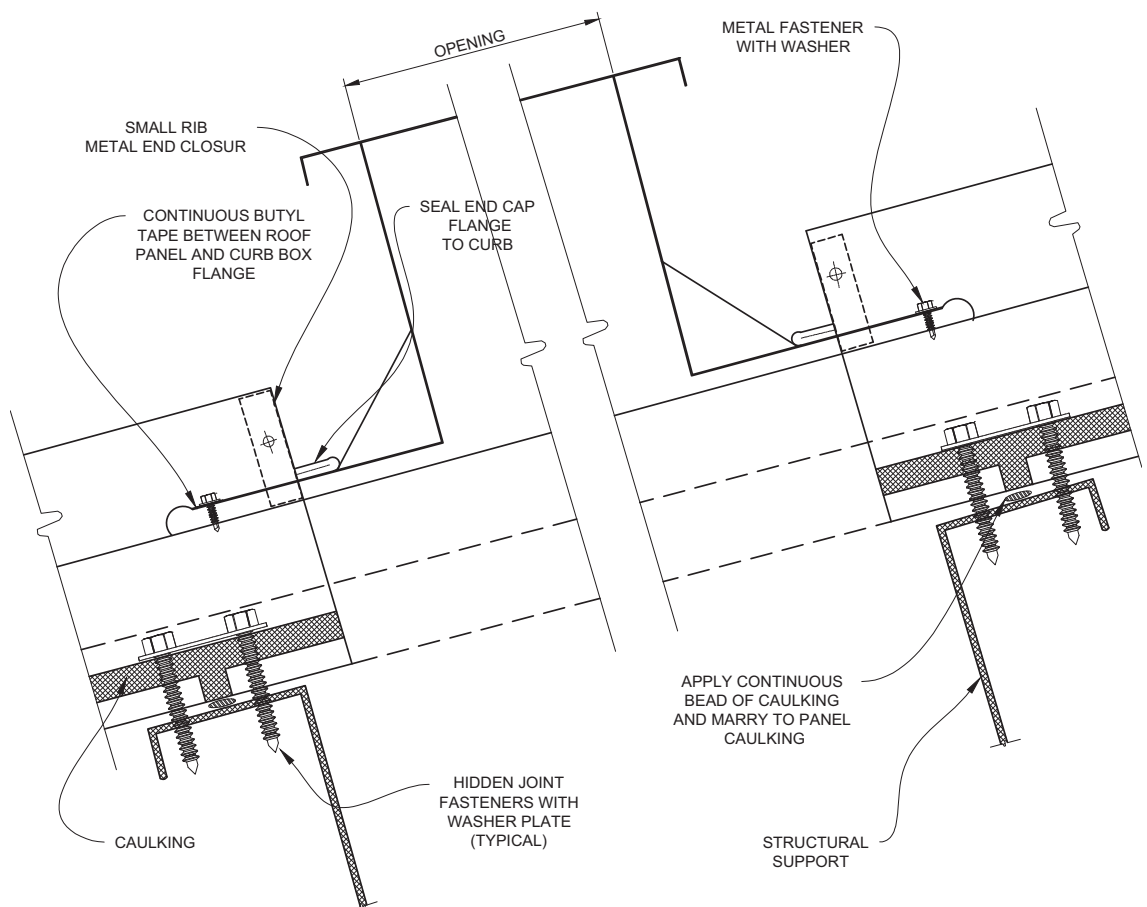 OPENING
METAL FASTENER
WITH WASHER
SMALL RIB
METAL END CLOSUR
CONTINUOUS BUTYL
TAPE BETWEEN ROOF
PANEL AND CURB BOX
FLANGE
SEAL END CAP
FLANGE
TO CURB
APPLY CONTINUOUS
BEAD OF CAULKING
AND MARRY TO PANEL
CAULKING
HIDDEN JOINT
FASTENERS WITH
WASHER PLATE
(TYPICAL)
CAULKING
STRUCTURAL
SUPPORT